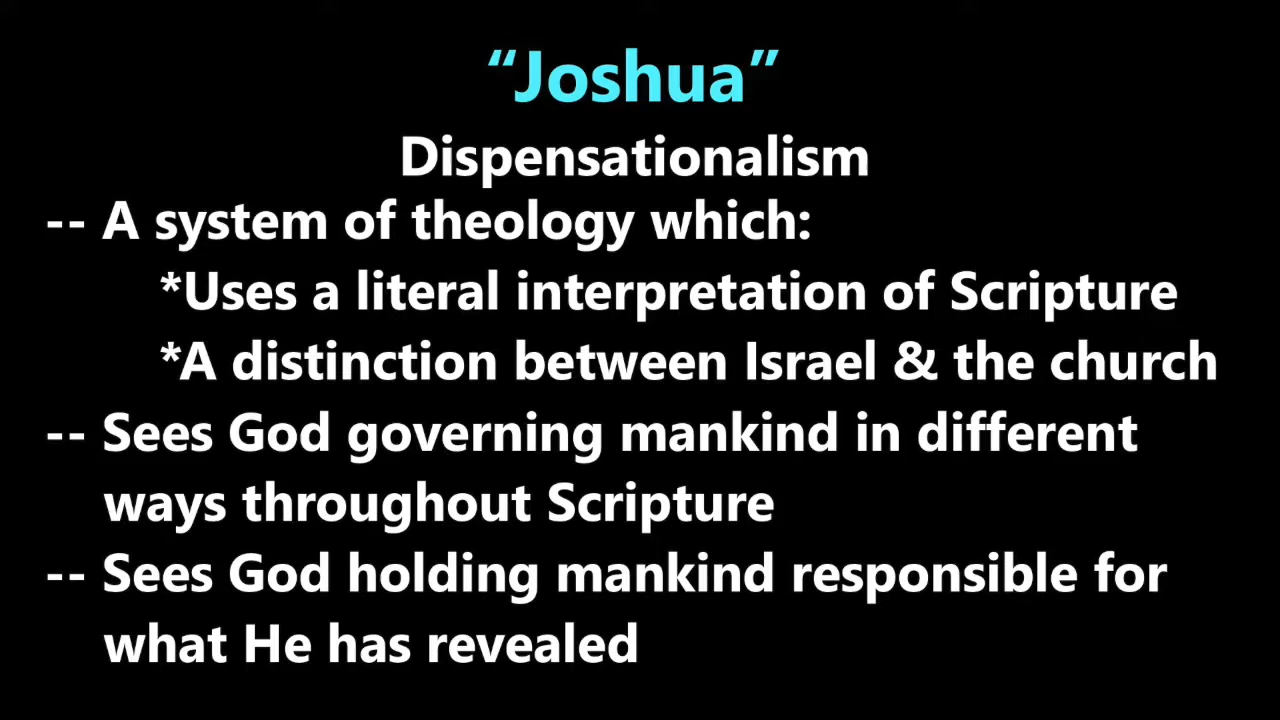 “Joshua”
Dispensationalism
-- A system of theology which:
*Uses a literal interpretation of Scripture
*A distinction between Israel & the church
-- Sees God governing mankind in different
ways throughout Scripture
-- Sees God holding mankind responsible for
what He has revealed